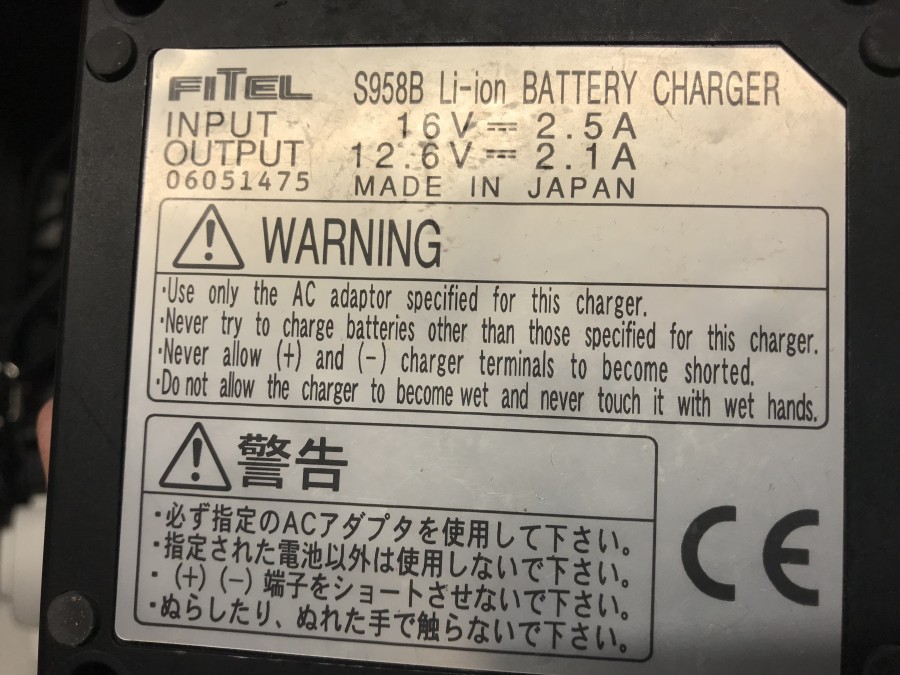 FITEL S958B Li-ion BATTERY CHARGER
INPUT 16V⎓ 2.5A
OUTPUT 12.6V⎓ 2.1A
06051475 MADE IN JAPAN
WARNING
・Use only the AC adaptor specified for this charger.
・Never try to charge batteries other than those specified for this charger.
・Never allow (+) and (-) charger terminals to become shorted.
・Do not allow the charger to become wet and never touch it with wet hands.
警告
・必ず指定のACアダプタを使用して下さい。
・指定された電池以外は使用しないで下さい。
・(+) (-) 端子をショートさせないで下さい。
・ぬらしたり、ぬれた手で触らないで下さい。
CE